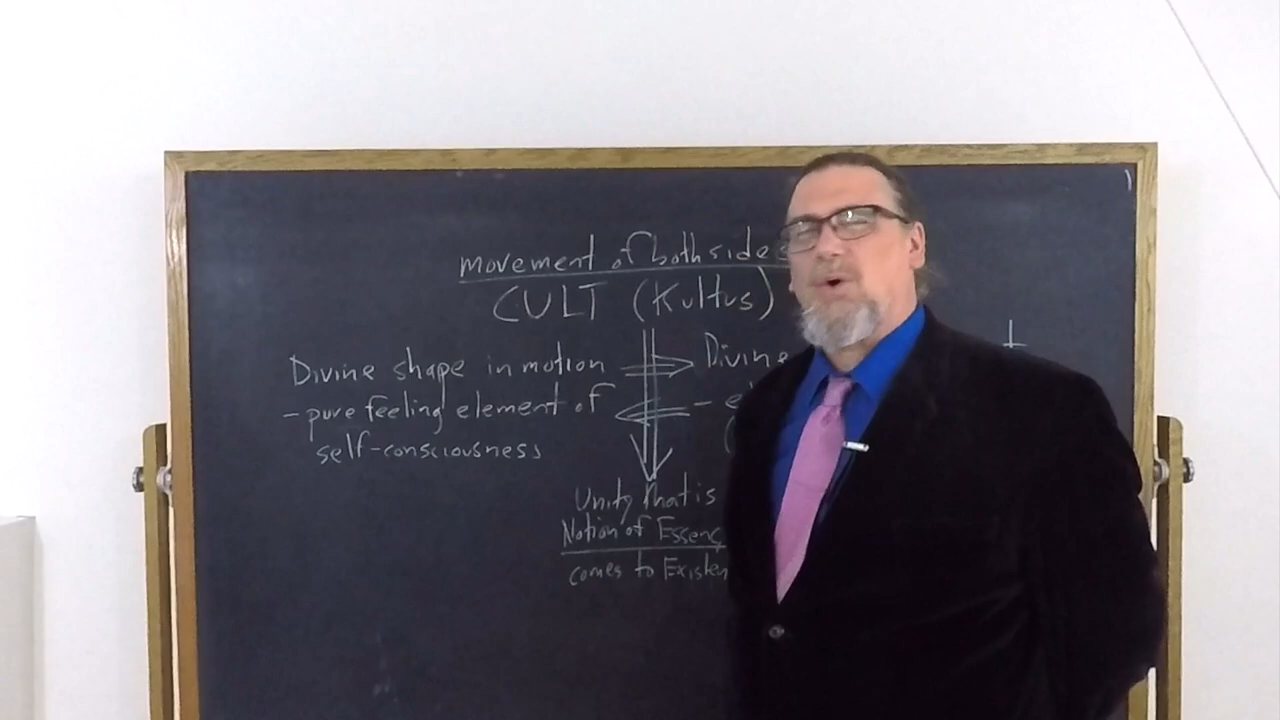 movement of both side
CULT (Kultus)
Divine shape in motion
Divine
- pure feeling element of
self-consciousness
Unity that is
Notion of Essenc
comes to Existen